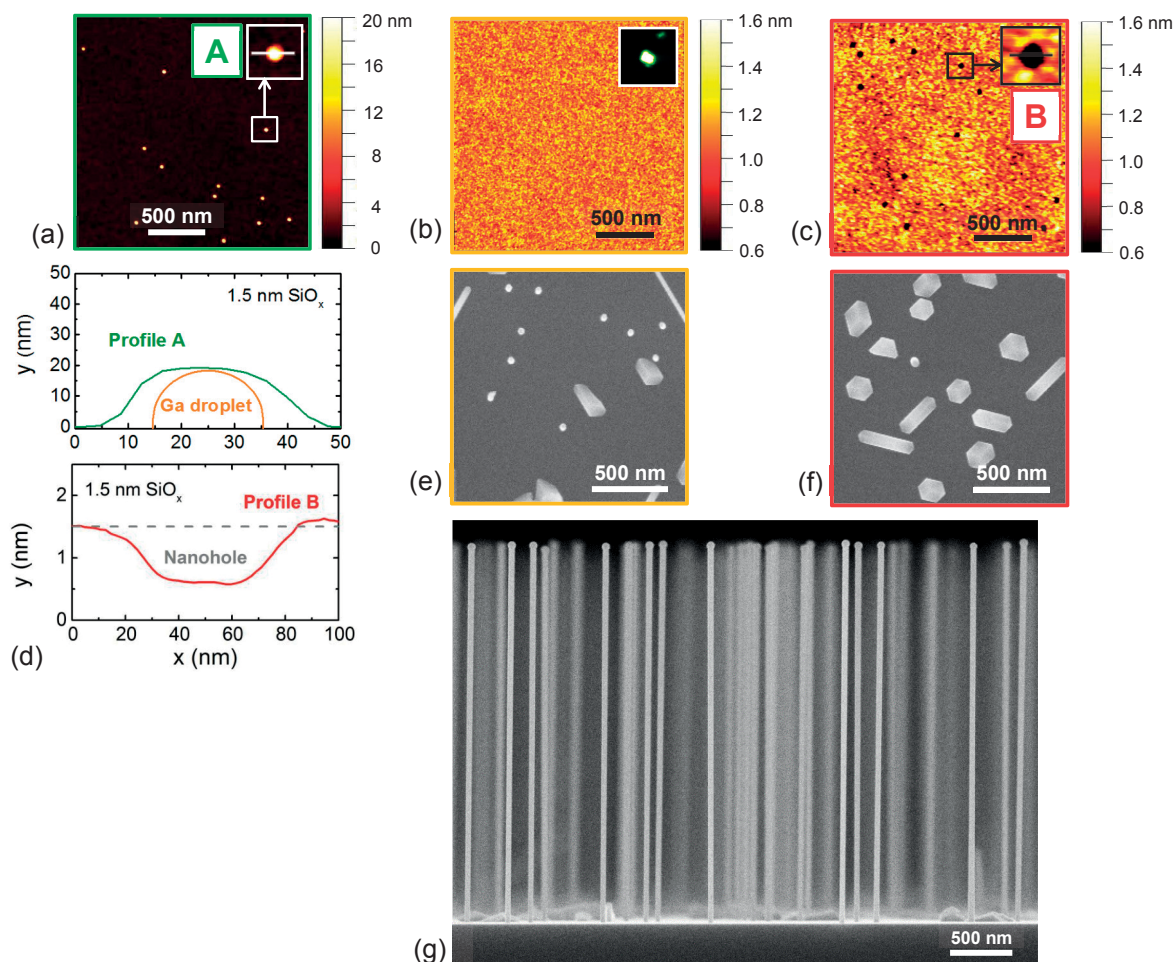 A
20 nm
16
12
8
4
0
500 nm
(a)
1.6 nm
1.4
1.2
1.0
0.8
0.6
500 nm
(b)
B
1.6 nm
1.4
1.2
1.0
0.8
0.6
500 nm
(c)
50
40
30
20
10
0
y (nm)
1.5 nm SiOx
Profile A
Ga droplet
0 10 20 30 40 50
2
1
0
y (nm)
1.5 nm SiOx
Profile B
Nanohole
0 20 40 60 80 100
x (nm)
(d)
500 nm
(e)
500 nm
(f)
500 nm
(g)